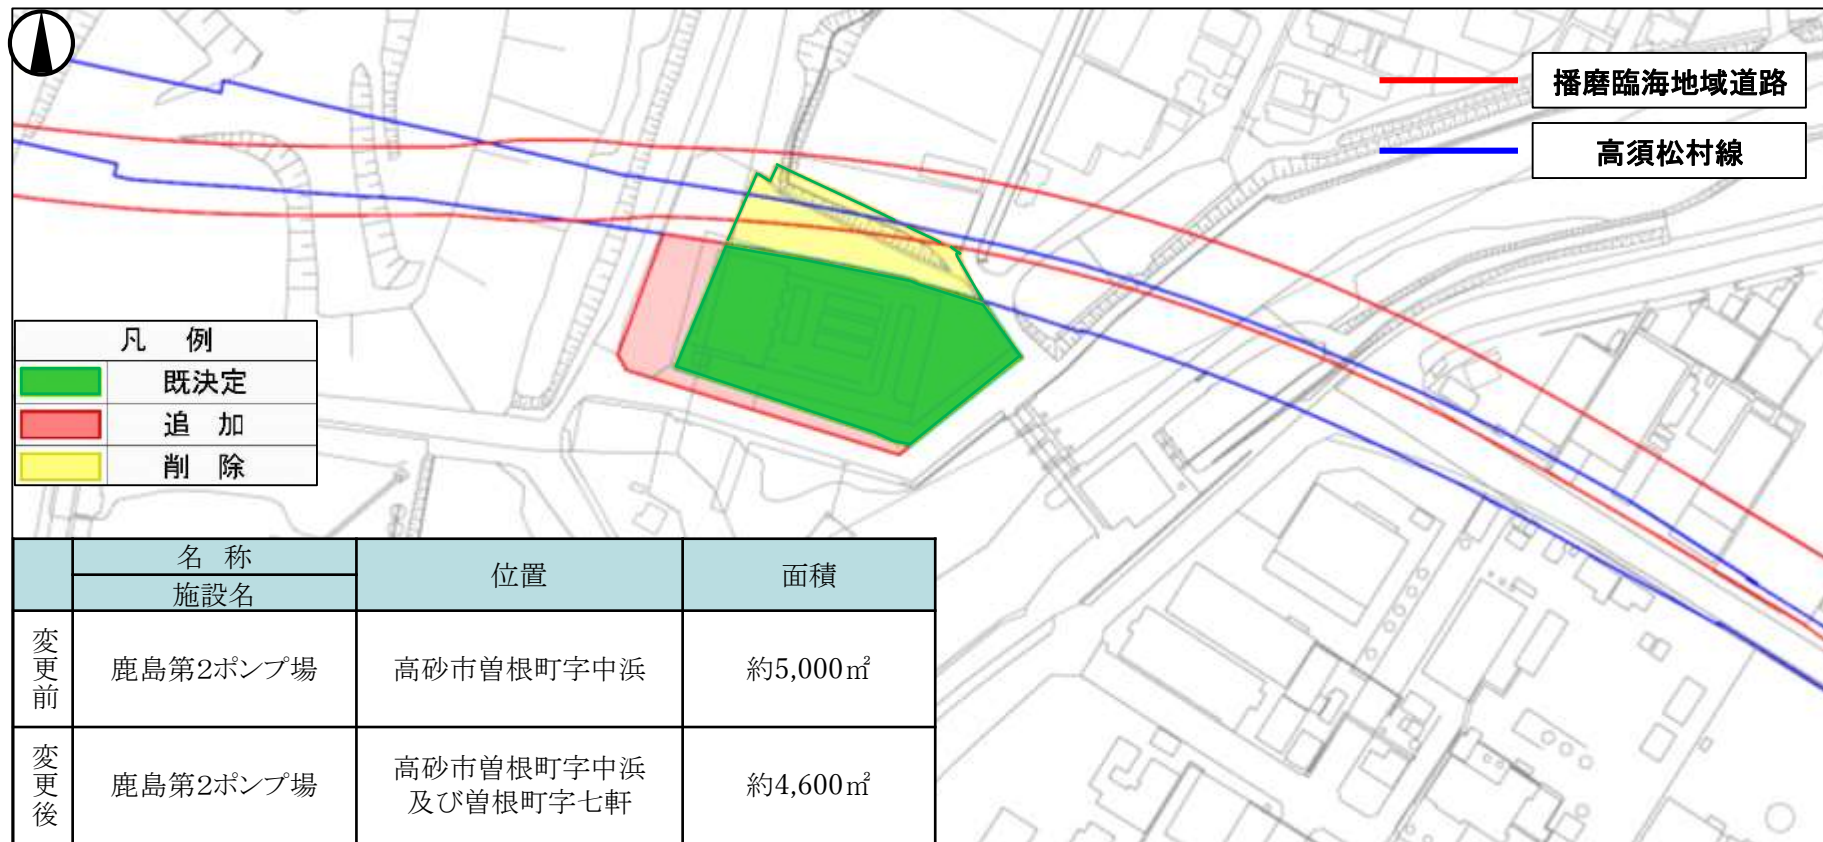 播磨臨海地域道路
高須松村線
凡 例
既決定
追 加
削 除
名 称
施設名
位置
面積
変更前
鹿島第2ポンプ場
高砂市曽根町字中浜
約5,000㎡
変更後
鹿島第2ポンプ場
高砂市曽根町字中浜
及び曽根町字七軒
約4,600㎡